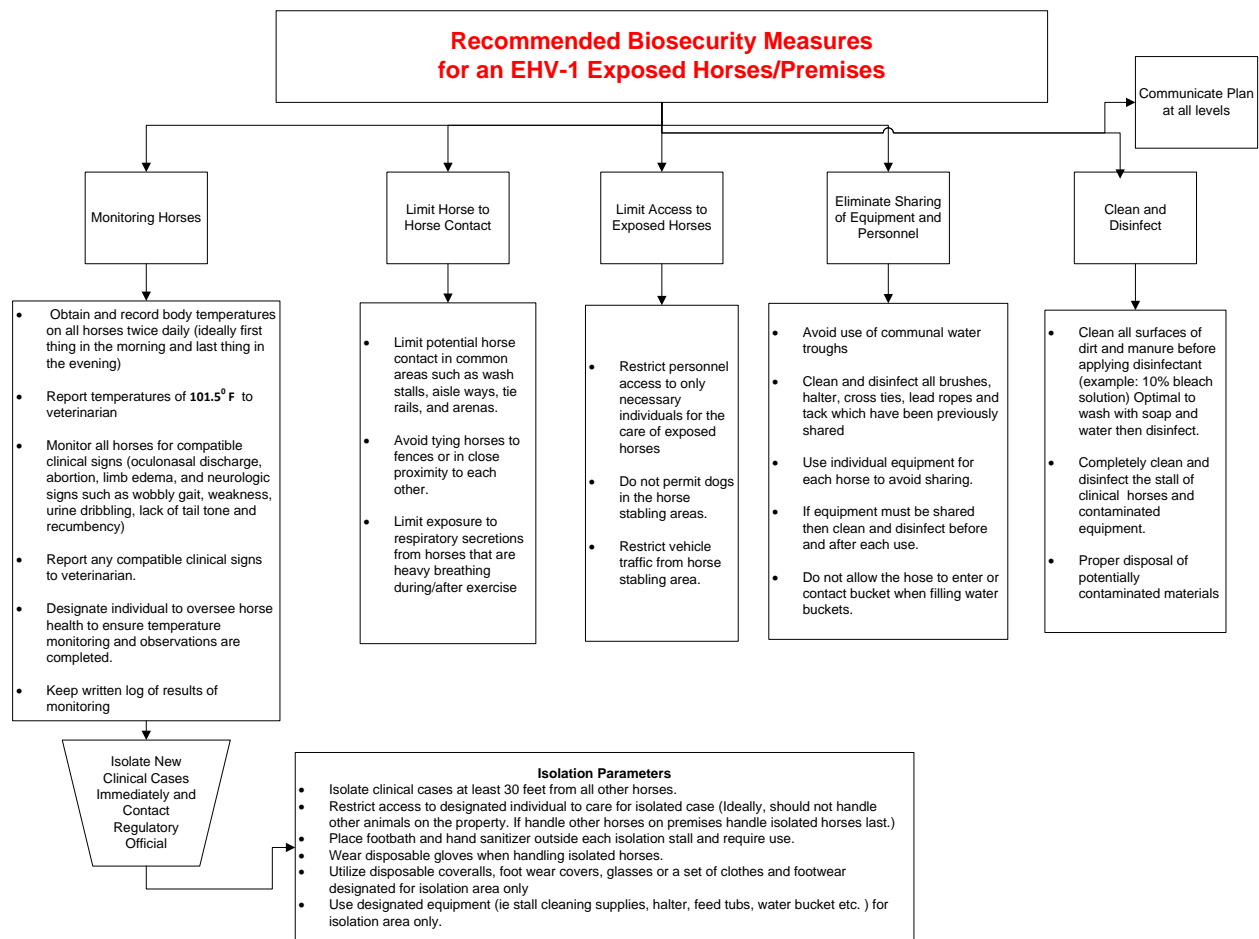 Recommended Biosecurity Measures
for an EHV-1 Exposed Horses/Premises
Communicate Plan
at all levels
Monitoring Horses
Limit Horse to
Horse Contact
Limit Access to
Exposed Horses
Eliminate Sharing
of Equipment and
Personnel
Clean and
Disinfect
• Obtain and record body temperatures
on all horses twice daily (ideally first
thing in the morning and last thing in
the evening)
• Report temperatures of 101.5⁰ F to
veterinarian
• Monitor all horses for compatible
clinical signs (oculonasal discharge,
abortion, limb edema, and neurologic
signs such as wobbly gait, weakness,
urine dribbling, lack of tail tone and
recumbency)
• Report any compatible clinical signs
to veterinarian.
• Designate individual to oversee horse
health to ensure temperature
monitoring and observations are
completed.
• Keep written log of results of
monitoring
• Limit potential horse
contact in common
areas such as wash
stalls, aisle ways, tie
rails, and arenas.
• Avoid tying horses to
fences or in close
proximity to each
other.
• Limit exposure to
respiratory secretions
from horses that are
heavy breathing
during/after exercise
• Restrict personnel
access to only
necessary
individuals for the
care of exposed
horses
• Do not permit dogs
in the horse
stabling areas.
• Restrict vehicle
traffic from horse
stabling area.
• Avoid use of communal water
troughs
• Clean and disinfect all brushes,
halter, cross ties, lead ropes and
tack which have been previously
shared
• Use individual equipment for
each horse to avoid sharing.
• If equipment must be shared
then clean and disinfect before
and after each use.
• Do not allow the hose to enter or
contact bucket when filling water
buckets.
• Clean all surfaces of
dirt and manure before
applying disinfectant
(example: 10% bleach
solution) Optimal to
wash with soap and
water then disinfect.
• Completely clean and
disinfect the stall of
clinical horses and
contaminated
equipment.
• Proper disposal of
potentially
contaminated materials
Isolate New
Clinical Cases
Immediately and
Contact
Regulatory
Official
Isolation Parameters
• Isolate clinical cases at least 30 feet from all other horses.
• Restrict access to designated individual to care for isolated case (Ideally, should not handle
other animals on the property. If handle other horses on premises handle isolated horses last.)
• Place footbath and hand sanitizer outside each isolation stall and require use.
• Wear disposable gloves when handling isolated horses.
• Utilize disposable coveralls, foot wear covers, glasses or a set of clothes and footwear
designated for isolation area only
• Use designated equipment (ie stall cleaning supplies, halter, feed tubs, water bucket etc. ) for
isolation area only.